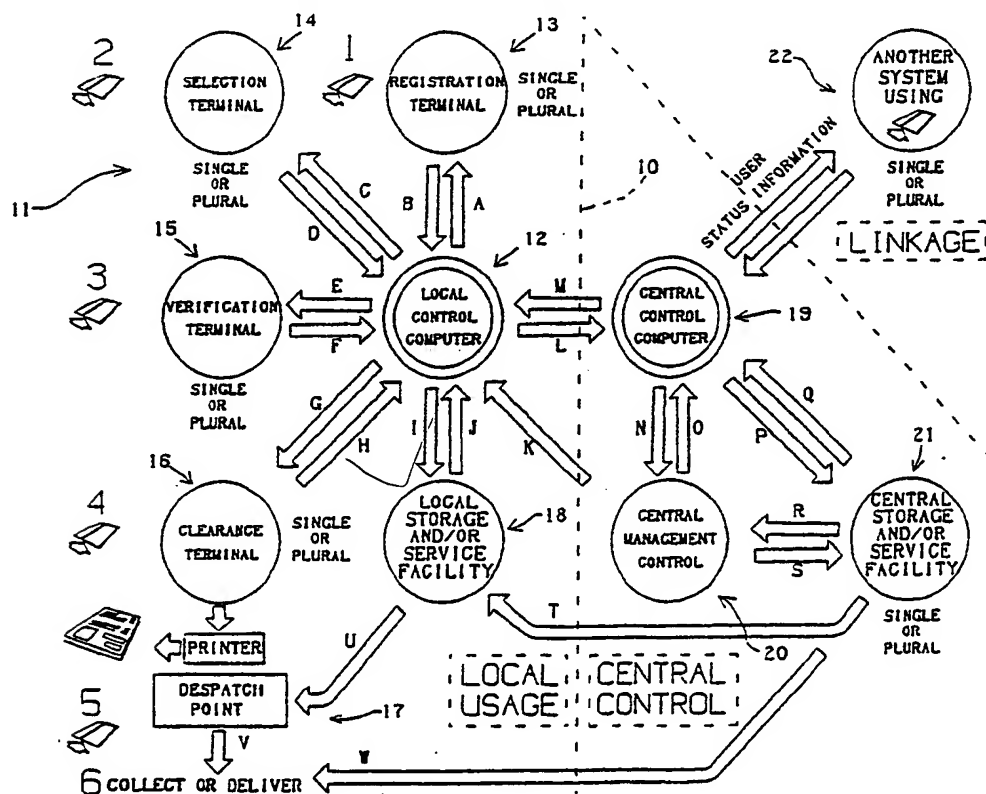 2
14
SELECTION
TERMINAL
SINGLE
OR
PLURAL
11
1
13
REGISTRATION
TERMINAL
SINGLE
OR
PLURAL
10
22
ANOTHER
SYSTEM
USING
SINGLE
OR
PLURAL
USER
STATUS INFORMATION
LINKAGE
C
D
B
A
3
15
VERIFICATION
TERMINAL
SINGLE
OR
PLURAL
E
F
12
LOCAL
CONTROL
COMPUTER
M
L
CENTRAL
CONTROL
COMPUTER
19
G
H
I
J
K
N
O
Q
P
4
16
CLEARANCE
TERMINAL
SINGLE
OR
PLURAL
LOCAL
STORAGE
AND/OR
SERVICE
FACILITY
18
CENTRAL
MANAGEMENT
CONTROL
20
R
S
21
CENTRAL
STORAGE
AND/OR
SERVICE
FACILITY
SINGLE
OR
PLURAL
T
U
PRINTER
5
DESPATCH
POINT
17
LOCAL
USAGE
CENTRAL
CONTROL
V
W
6 COLLECT OR DELIVER